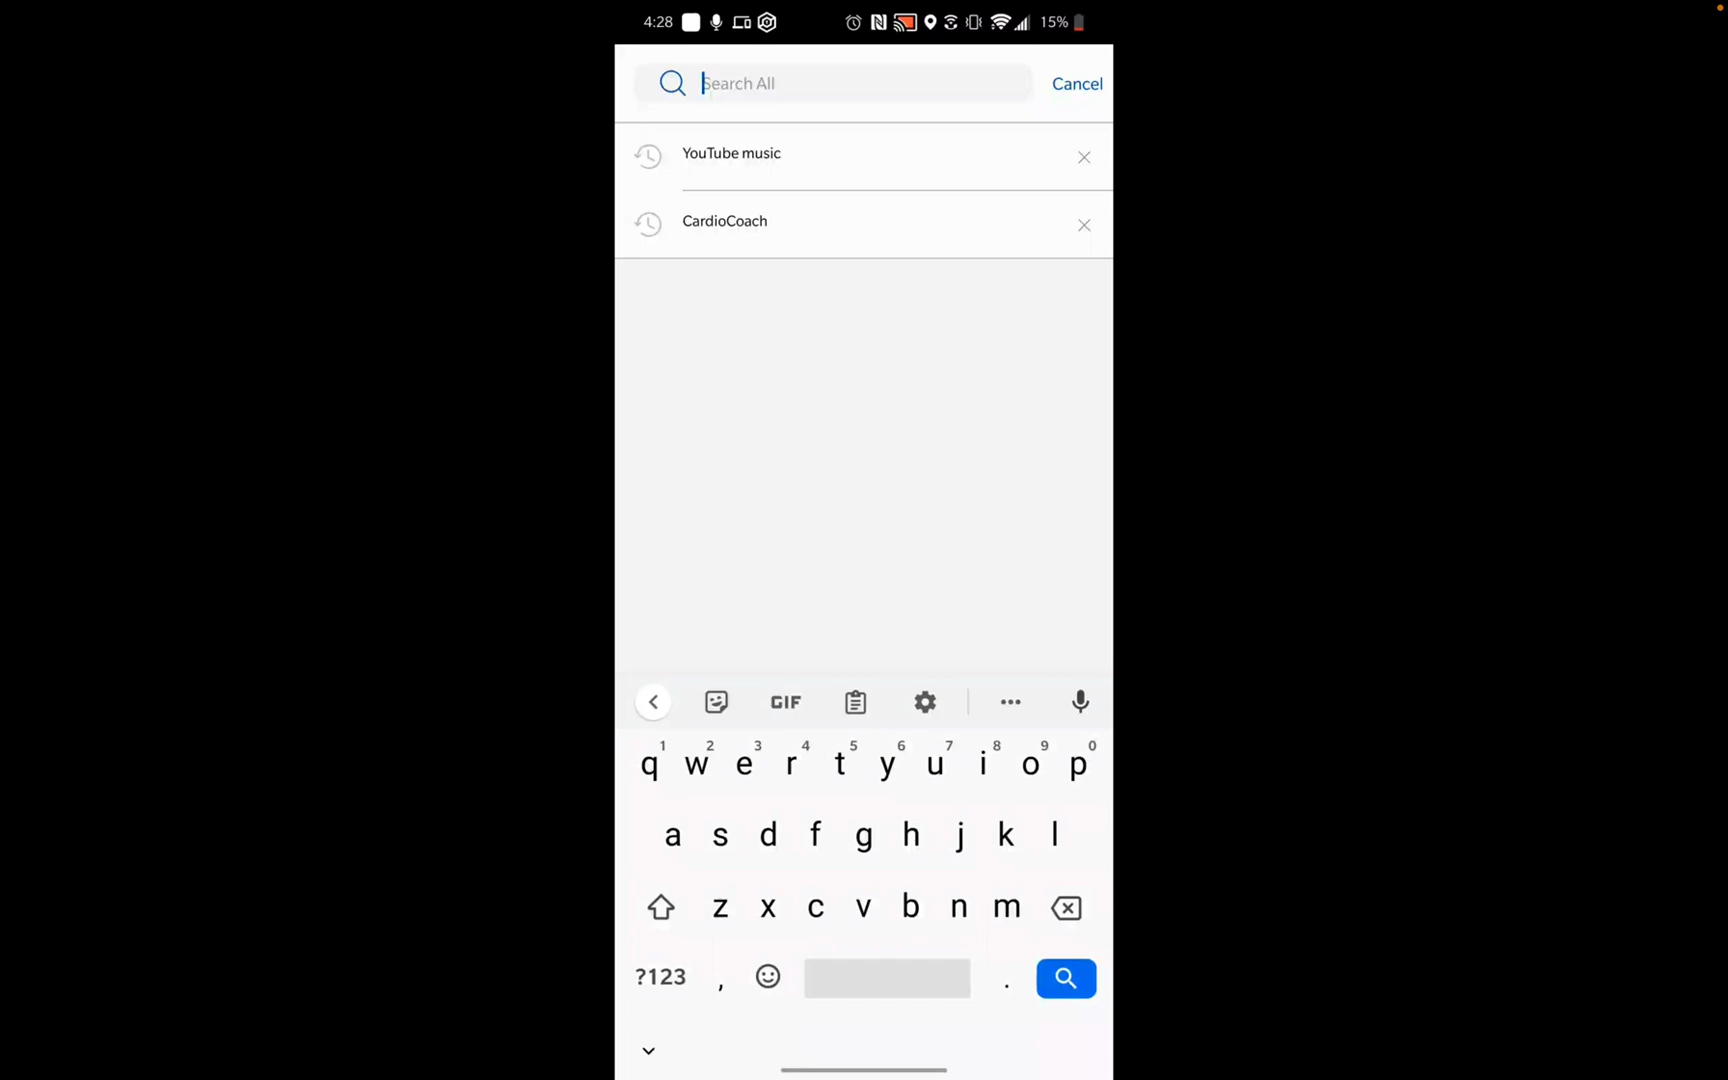 4:28 15%
Search All Cancel
YouTube music
CardioCoach
GIF
1 2 3 4 5 6 7 8 9 0
q w e r t y u i o p
a s d f g h j k l
z x c v b n m
?123 , .